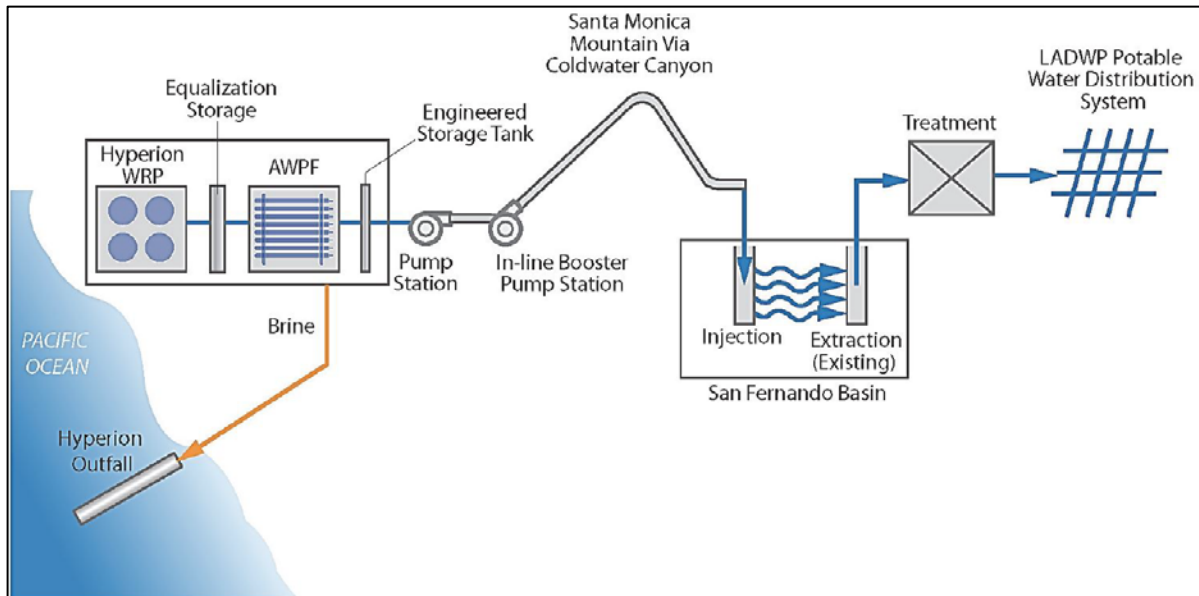 Santa Monica
Mountain Via
Coldwater Canyon
LADWP Potable
Water Distribution
System
Equalization
Storage
Engineered
Storage Tank
Treatment
Hyperion
WRP
AWPF
Pump
Station
In-line Booster
Pump Station
Brine
Injection
Extraction
(Existing)
San Fernando Basin
PACIFIC
OCEAN
Hyperion
Outfall